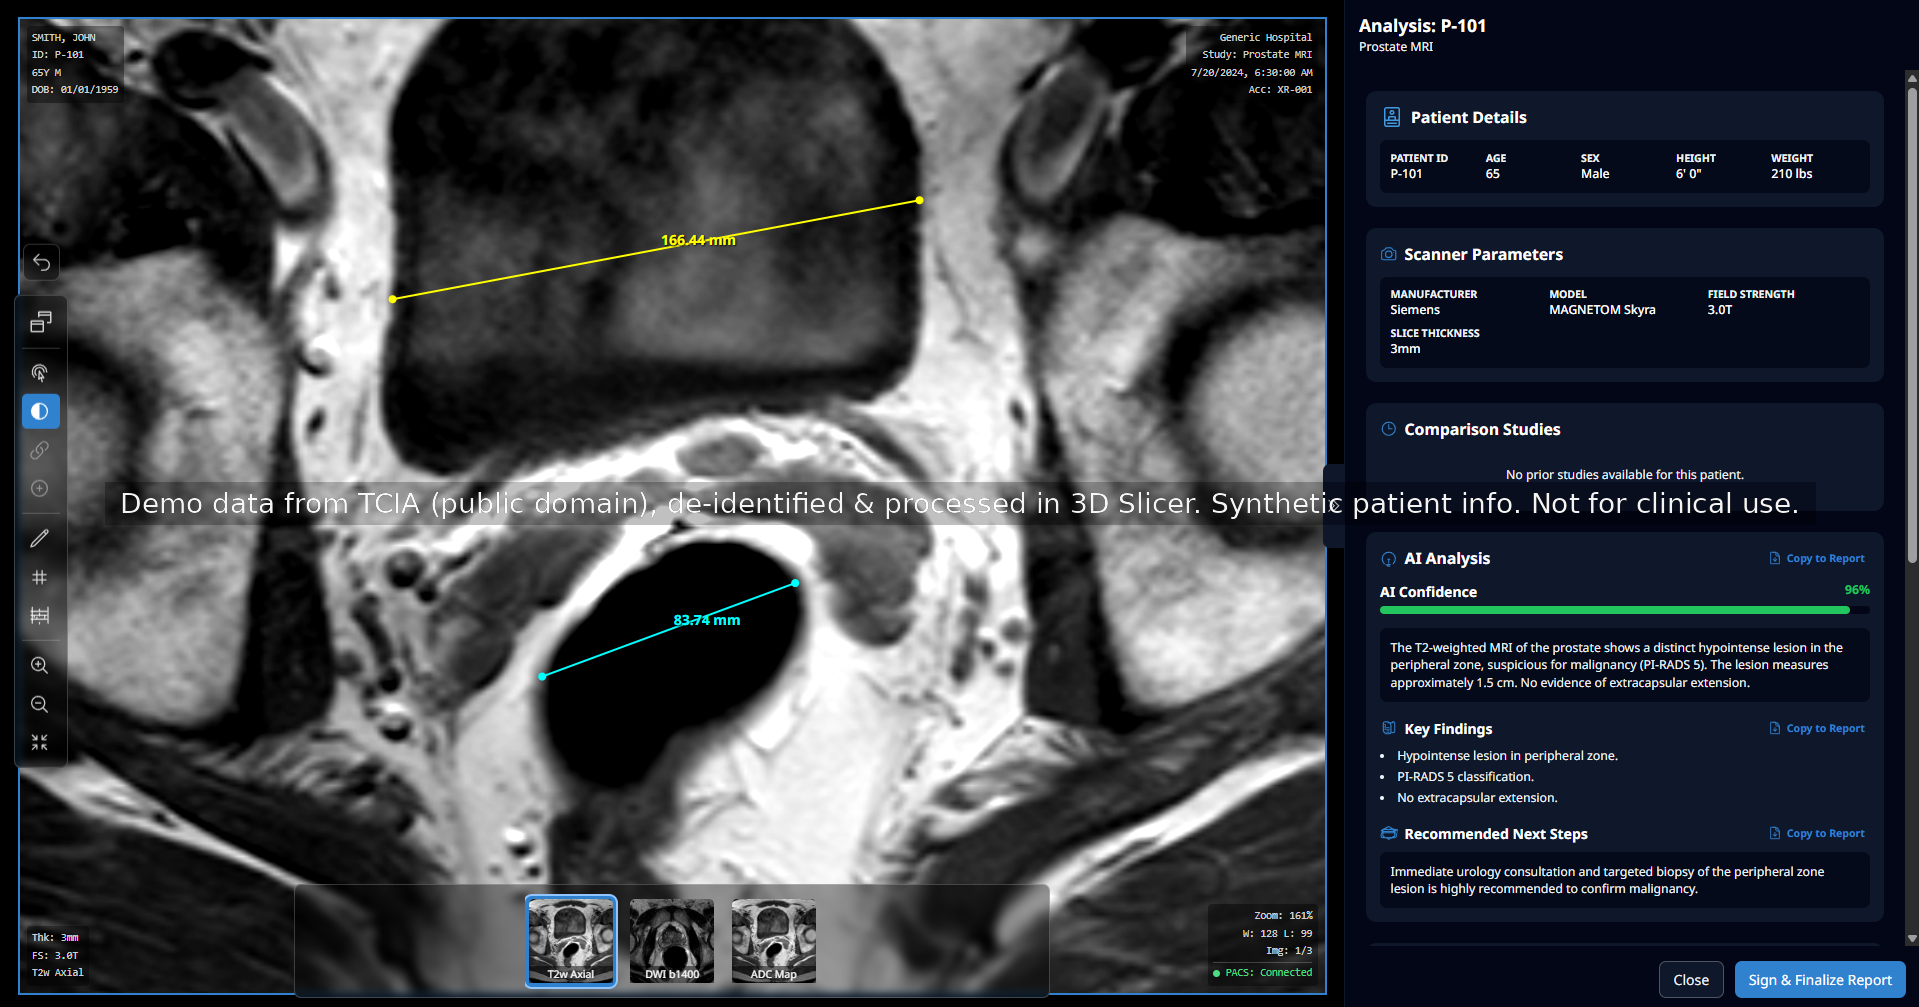 SMITH, JOHN
ID: P-101
65Y M
DOB: 01/01/1959
Generic Hospital
Study: Prostate MRI
7/20/2024, 6:30:00 AM
Acc: XR-001
166.44 mm
83.74 mm
Demo data from TCIA (public domain), de-identified & processed in 3D Slicer. Synthetic patient info. Not for clinical use.
Thk: 3mm
FS: 3.0T
T2w Axial
T2w Axial
DWI b1400
ADC Map
Zoom: 161%
W: 128 L: 99
Img: 1/3
PACS: Connected
Analysis: P-101
Prostate MRI
Patient Details
PATIENT ID AGE SEX HEIGHT WEIGHT
P-101 65 Male 6' 0" 210 lbs
Scanner Parameters
MANUFACTURER MODEL FIELD STRENGTH
Siemens MAGNETOM Skyra 3.0T
SLICE THICKNESS
3mm
Comparison Studies
No prior studies available for this patient.
AI Analysis Copy to Report
AI Confidence 96%
The T2-weighted MRI of the prostate shows a distinct hypointense lesion in the
peripheral zone, suspicious for malignancy (PI-RADS 5). The lesion measures
approximately 1.5 cm. No evidence of extracapsular extension.
Key Findings Copy to Report
• Hypointense lesion in peripheral zone.
• PI-RADS 5 classification.
• No extracapsular extension.
Recommended Next Steps Copy to Report
Immediate urology consultation and targeted biopsy of the peripheral zone
lesion is highly recommended to confirm malignancy.
Close Sign & Finalize Report